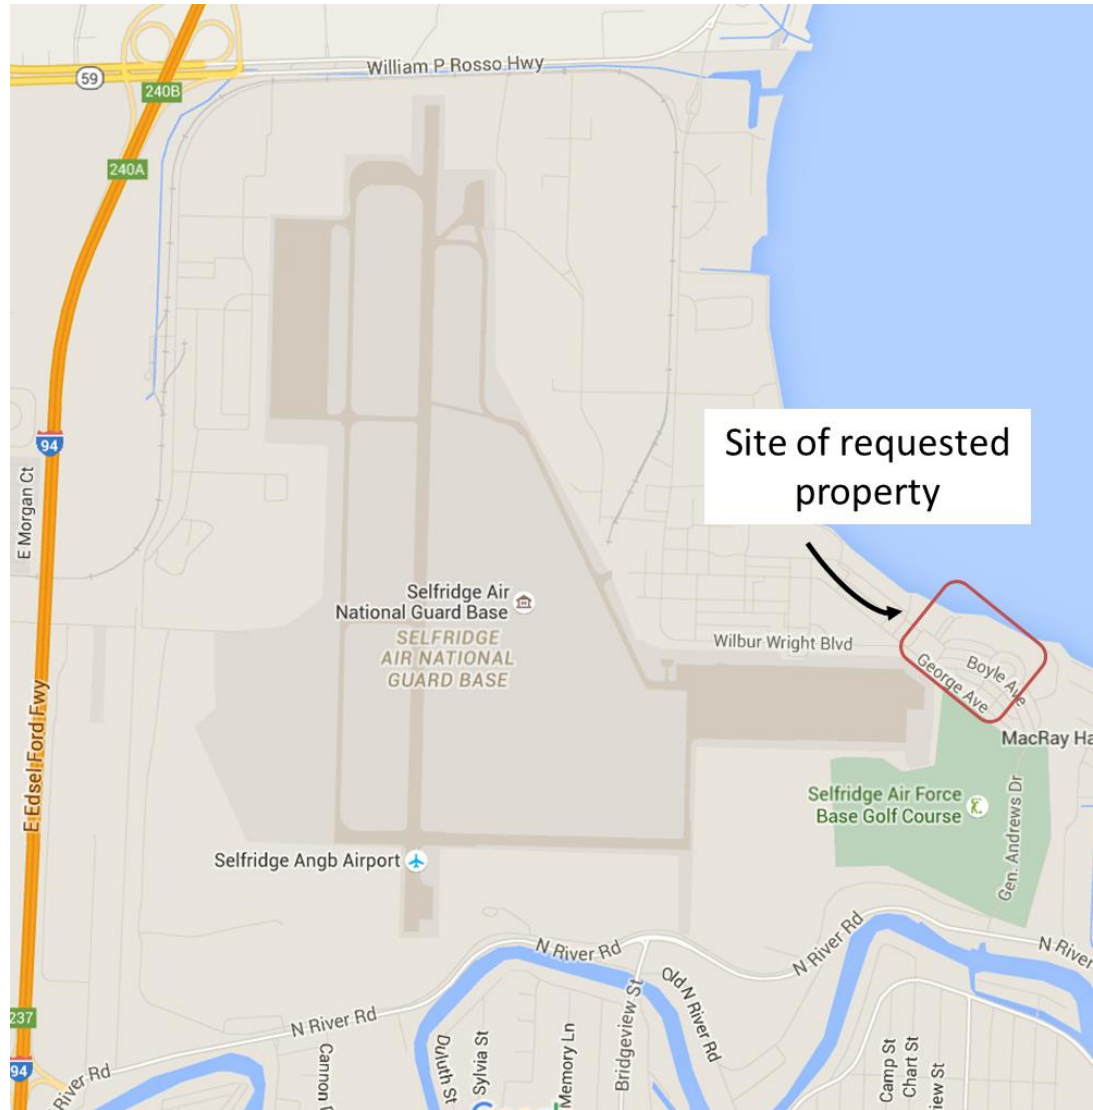 William P Rosso Hwy
59
240B
240A
94
E Morgan Ct
Site of requested
property
Selfridge Air
National Guard Base
SELFRIDGE
AIR NATIONAL
GUARD BASE
Wilbur Wright Blvd
George Ave
Boyle Ave
MacRay Ha
E Edsel Ford Fwy
Selfridge Air Force
Base Golf Course
Gen. Andrews Dr
Selfridge Angb Airport
N River Rd
N River Rd
N River
N River Rd
Old N River Rd
Bridgeview St
237
94
River Rd
Cannon
Duluth St
Sylvia St
Memory Ln
Camp St
Chart St
iew St